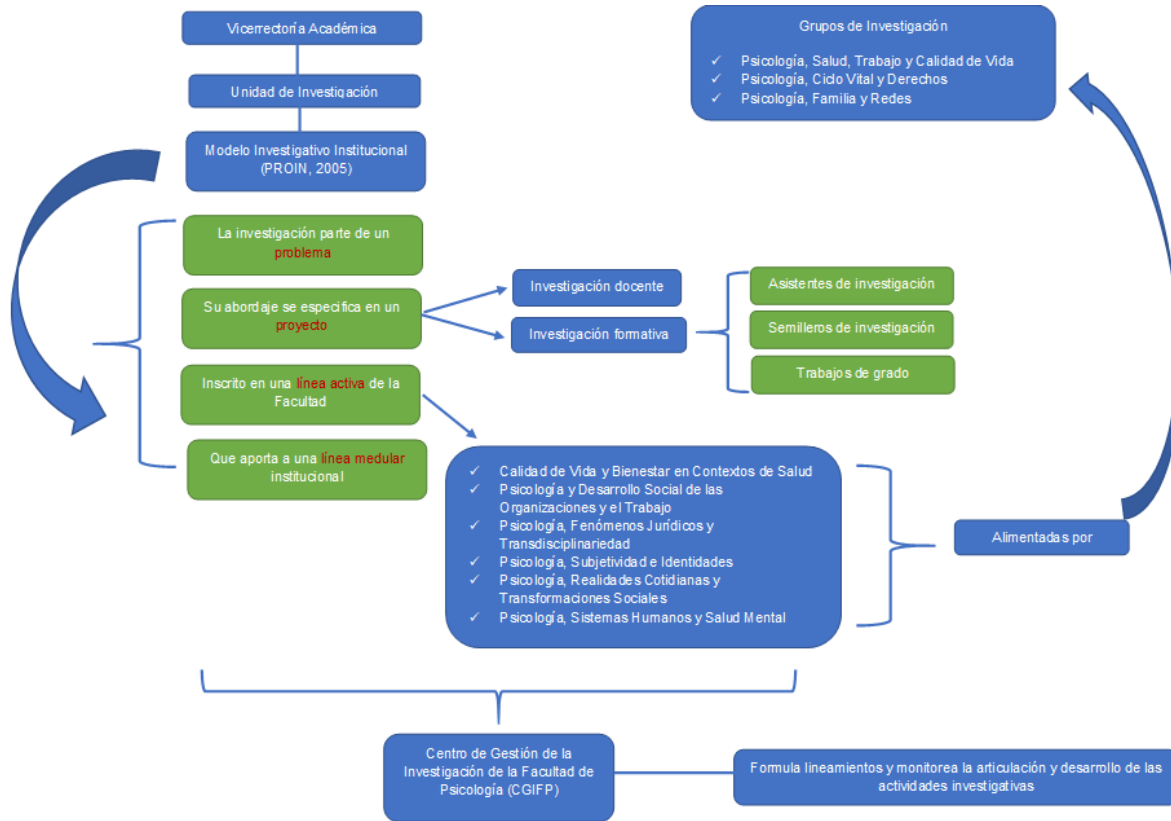 Vicerrectoría Académica
Unidad de Investigación
Modelo Investigativo Institucional
(PROIN, 2005)
Grupos de Investigación
✓ Psicología, Salud, Trabajo y Calidad de Vida
✓ Psicología, Ciclo Vital y Derechos
✓ Psicología, Familia y Redes
La investigación parte de un
problema
Su abordaje se especifica en un
proyecto
Inscrito en una línea activa de la
Facultad
Que aporta a una línea medular
institucional
Investigación docente
Investigación formativa
Asistentes de investigación
Semilleros de investigación
Trabajos de grado
✓ Calidad de Vida y Bienestar en Contextos de Salud
✓ Psicología y Desarrollo Social de las
Organizaciones y el Trabajo
✓ Psicología, Fenómenos Jurídicos y
Transdisciplinariedad
✓ Psicología, Subjetividad e Identidades
✓ Psicología, Realidades Cotidianas y
Transformaciones Sociales
✓ Psicología, Sistemas Humanos y Salud Mental
Alimentadas por
Centro de Gestión de la
Investigación de la Facultad de
Psicología (CGIFP)
Formula lineamientos y monitorea la articulación y desarrollo de las
actividades investigativas